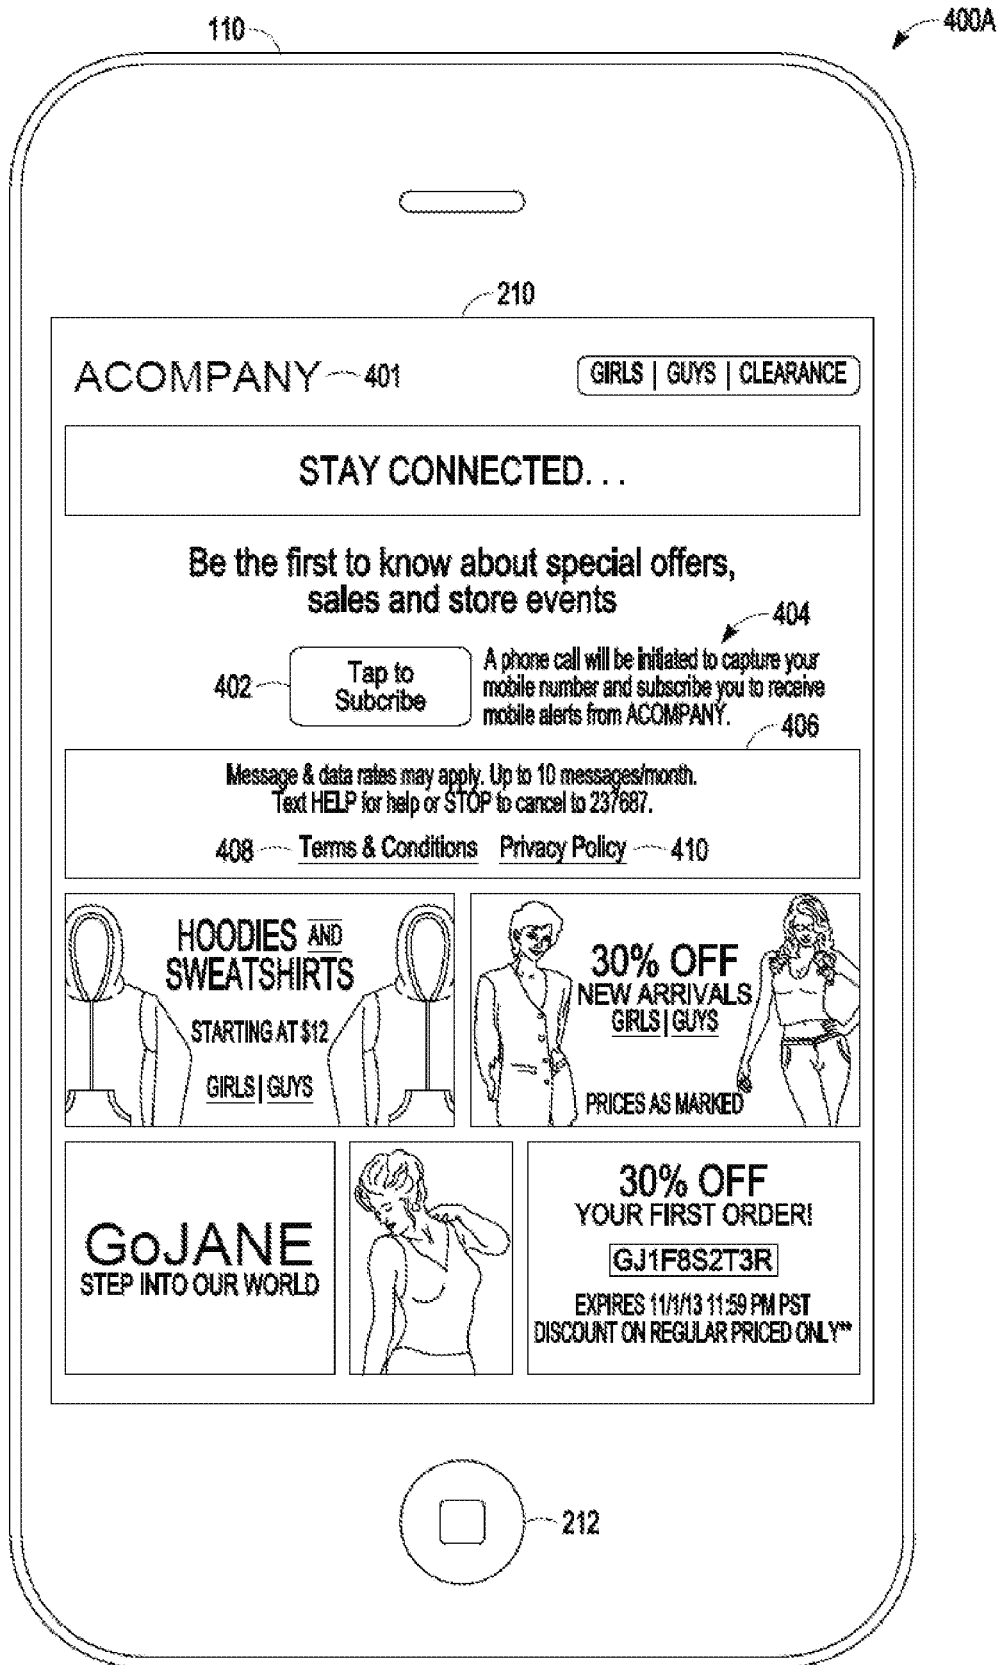 110
400A
210
ACOMPANY 401
GIRLS | GUYS | CLEARANCE
STAY CONNECTED. . .
Be the first to know about special offers,
sales and store events
404
402
Tap to
Subcribe
A phone call will be initiated to capture your
mobile number and subscribe you to receive
mobile alerts from ACOMPANY.
406
Message & data rates may apply. Up to 10 messages/month.
Text HELP for help or STOP to cancel to 237687.
408 Terms & Conditions Privacy Policy 410
HOODIES AND
SWEATSHIRTS
STARTING AT $12
GIRLS | GUYS
30% OFF
NEW ARRIVALS
GIRLS | GUYS
PRICES AS MARKED
GoJANE
STEP INTO OUR WORLD
30% OFF
YOUR FIRST ORDER!
GJ1F8S2T3R
EXPIRES 11/1/13 11:59 PM PST
DISCOUNT ON REGULAR PRICED ONLY**
212